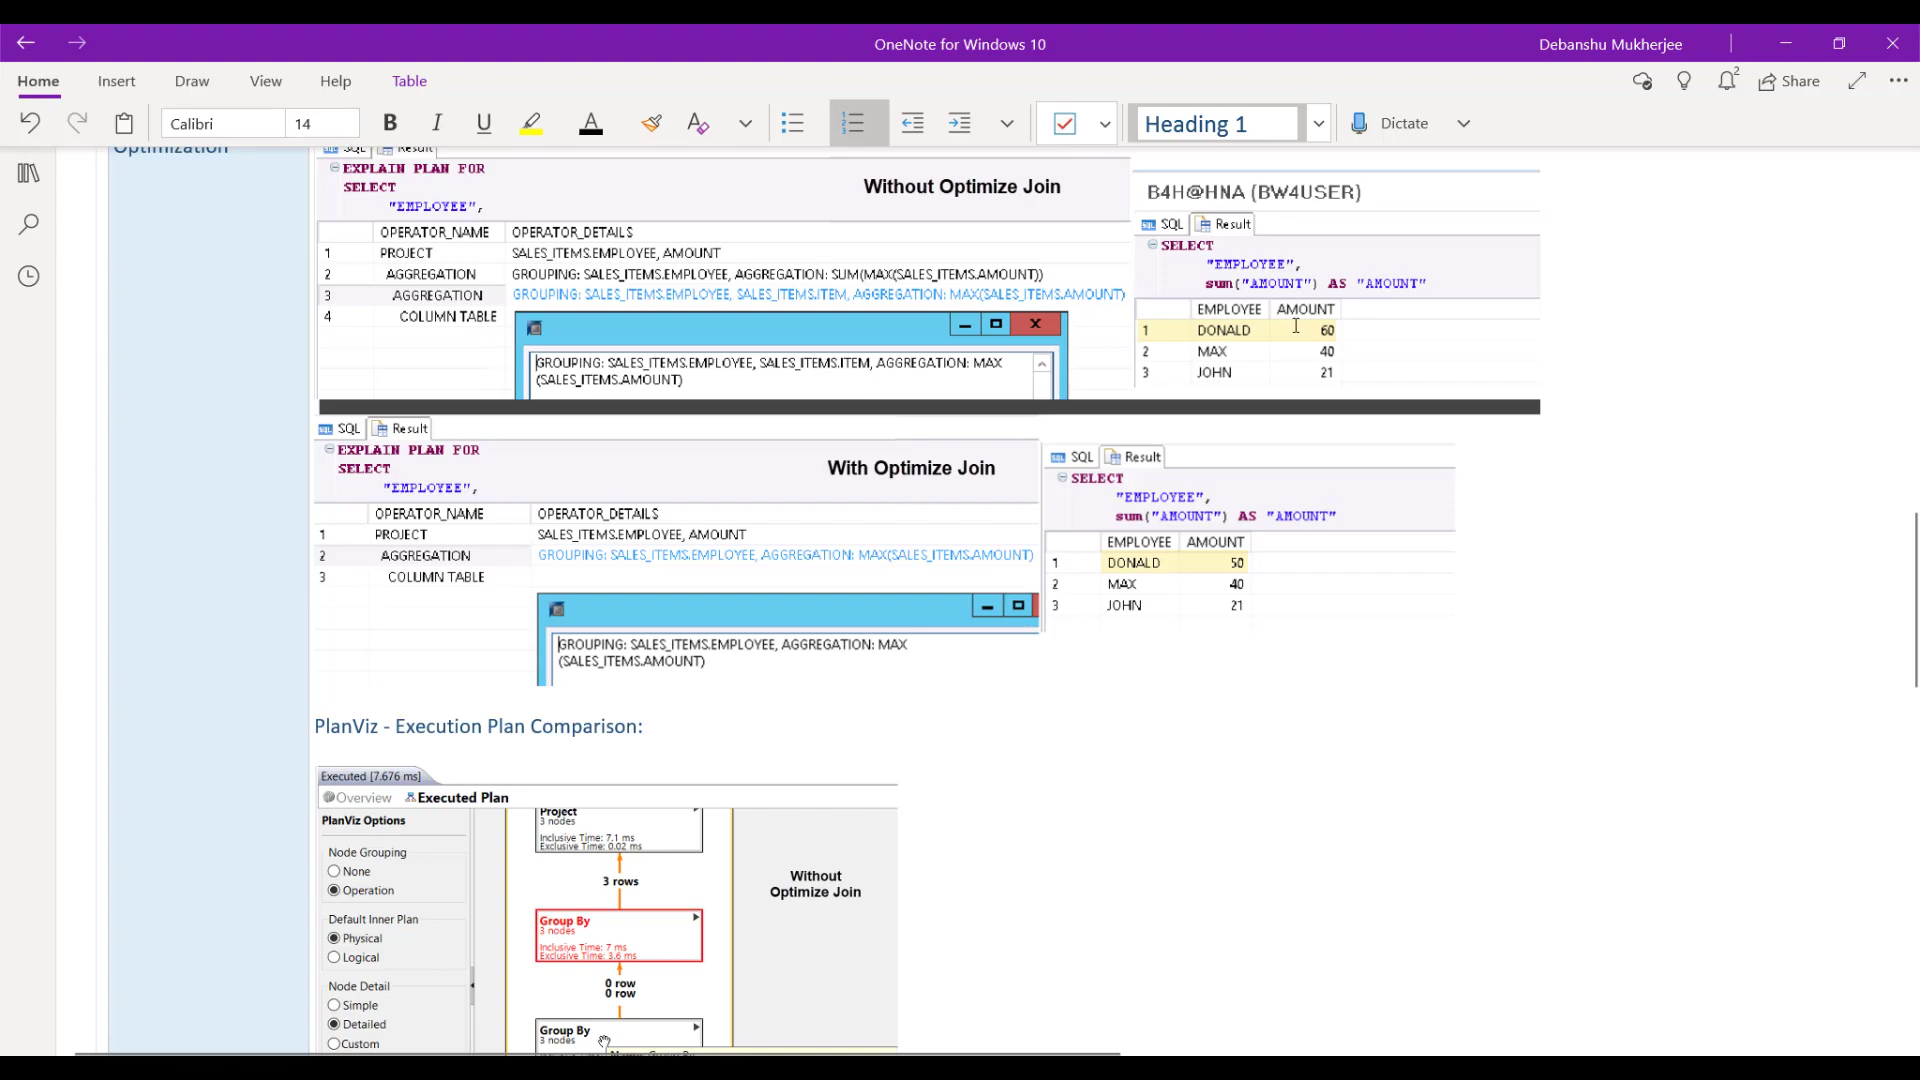 OneNote for Windows 10
Debanshu Mukherjee
Home Insert Draw View Help Table
2 Share
Calibri 14 B I U A Heading 1 Dictate
Optimization
SQL Result
EXPLAIN PLAN FOR
SELECT
"EMPLOYEE",
Without Optimize Join
OPERATOR_NAME OPERATOR_DETAILS
1 PROJECT SALES_ITEMS.EMPLOYEE, AMOUNT
2 AGGREGATION GROUPING: SALES_ITEMS.EMPLOYEE, AGGREGATION: SUM(MAX(SALES_ITEMS.AMOUNT))
3 AGGREGATION GROUPING: SALES_ITEMS.EMPLOYEE, SALES_ITEMS.ITEM, AGGREGATION: MAX(SALES_ITEMS.AMOUNT)
4 COLUMN TABLE
GROUPING: SALES_ITEMS.EMPLOYEE, SALES_ITEMS.ITEM, AGGREGATION: MAX
(SALES_ITEMS.AMOUNT)
B4H@HNA (BW4USER)
SQL Result
SELECT
"EMPLOYEE",
sum("AMOUNT") AS "AMOUNT"
EMPLOYEE AMOUNT
1 DONALD 60
2 MAX 40
3 JOHN 21
SQL Result
EXPLAIN PLAN FOR
SELECT
"EMPLOYEE",
With Optimize Join
OPERATOR_NAME OPERATOR_DETAILS
1 PROJECT SALES_ITEMS.EMPLOYEE, AMOUNT
2 AGGREGATION GROUPING: SALES_ITEMS.EMPLOYEE, AGGREGATION: MAX(SALES_ITEMS.AMOUNT)
3 COLUMN TABLE
GROUPING: SALES_ITEMS.EMPLOYEE, AGGREGATION: MAX
(SALES_ITEMS.AMOUNT)
SQL Result
SELECT
"EMPLOYEE",
sum("AMOUNT") AS "AMOUNT"
EMPLOYEE AMOUNT
1 DONALD 50
2 MAX 40
3 JOHN 21
PlanViz - Execution Plan Comparison:
Executed [7.676 ms]
Overview Executed Plan
PlanViz Options
Node Grouping
None
Operation
Default Inner Plan
Physical
Logical
Node Detail
Simple
Detailed
Custom
Project
3 nodes
Inclusive Time: 7.1 ms
Exclusive Time: 0.02 ms
3 rows
Group By
3 nodes
Inclusive Time: 7 ms
Exclusive Time: 3.6 ms
0 row
0 row
Group By
3 nodes
Without
Optimize Join